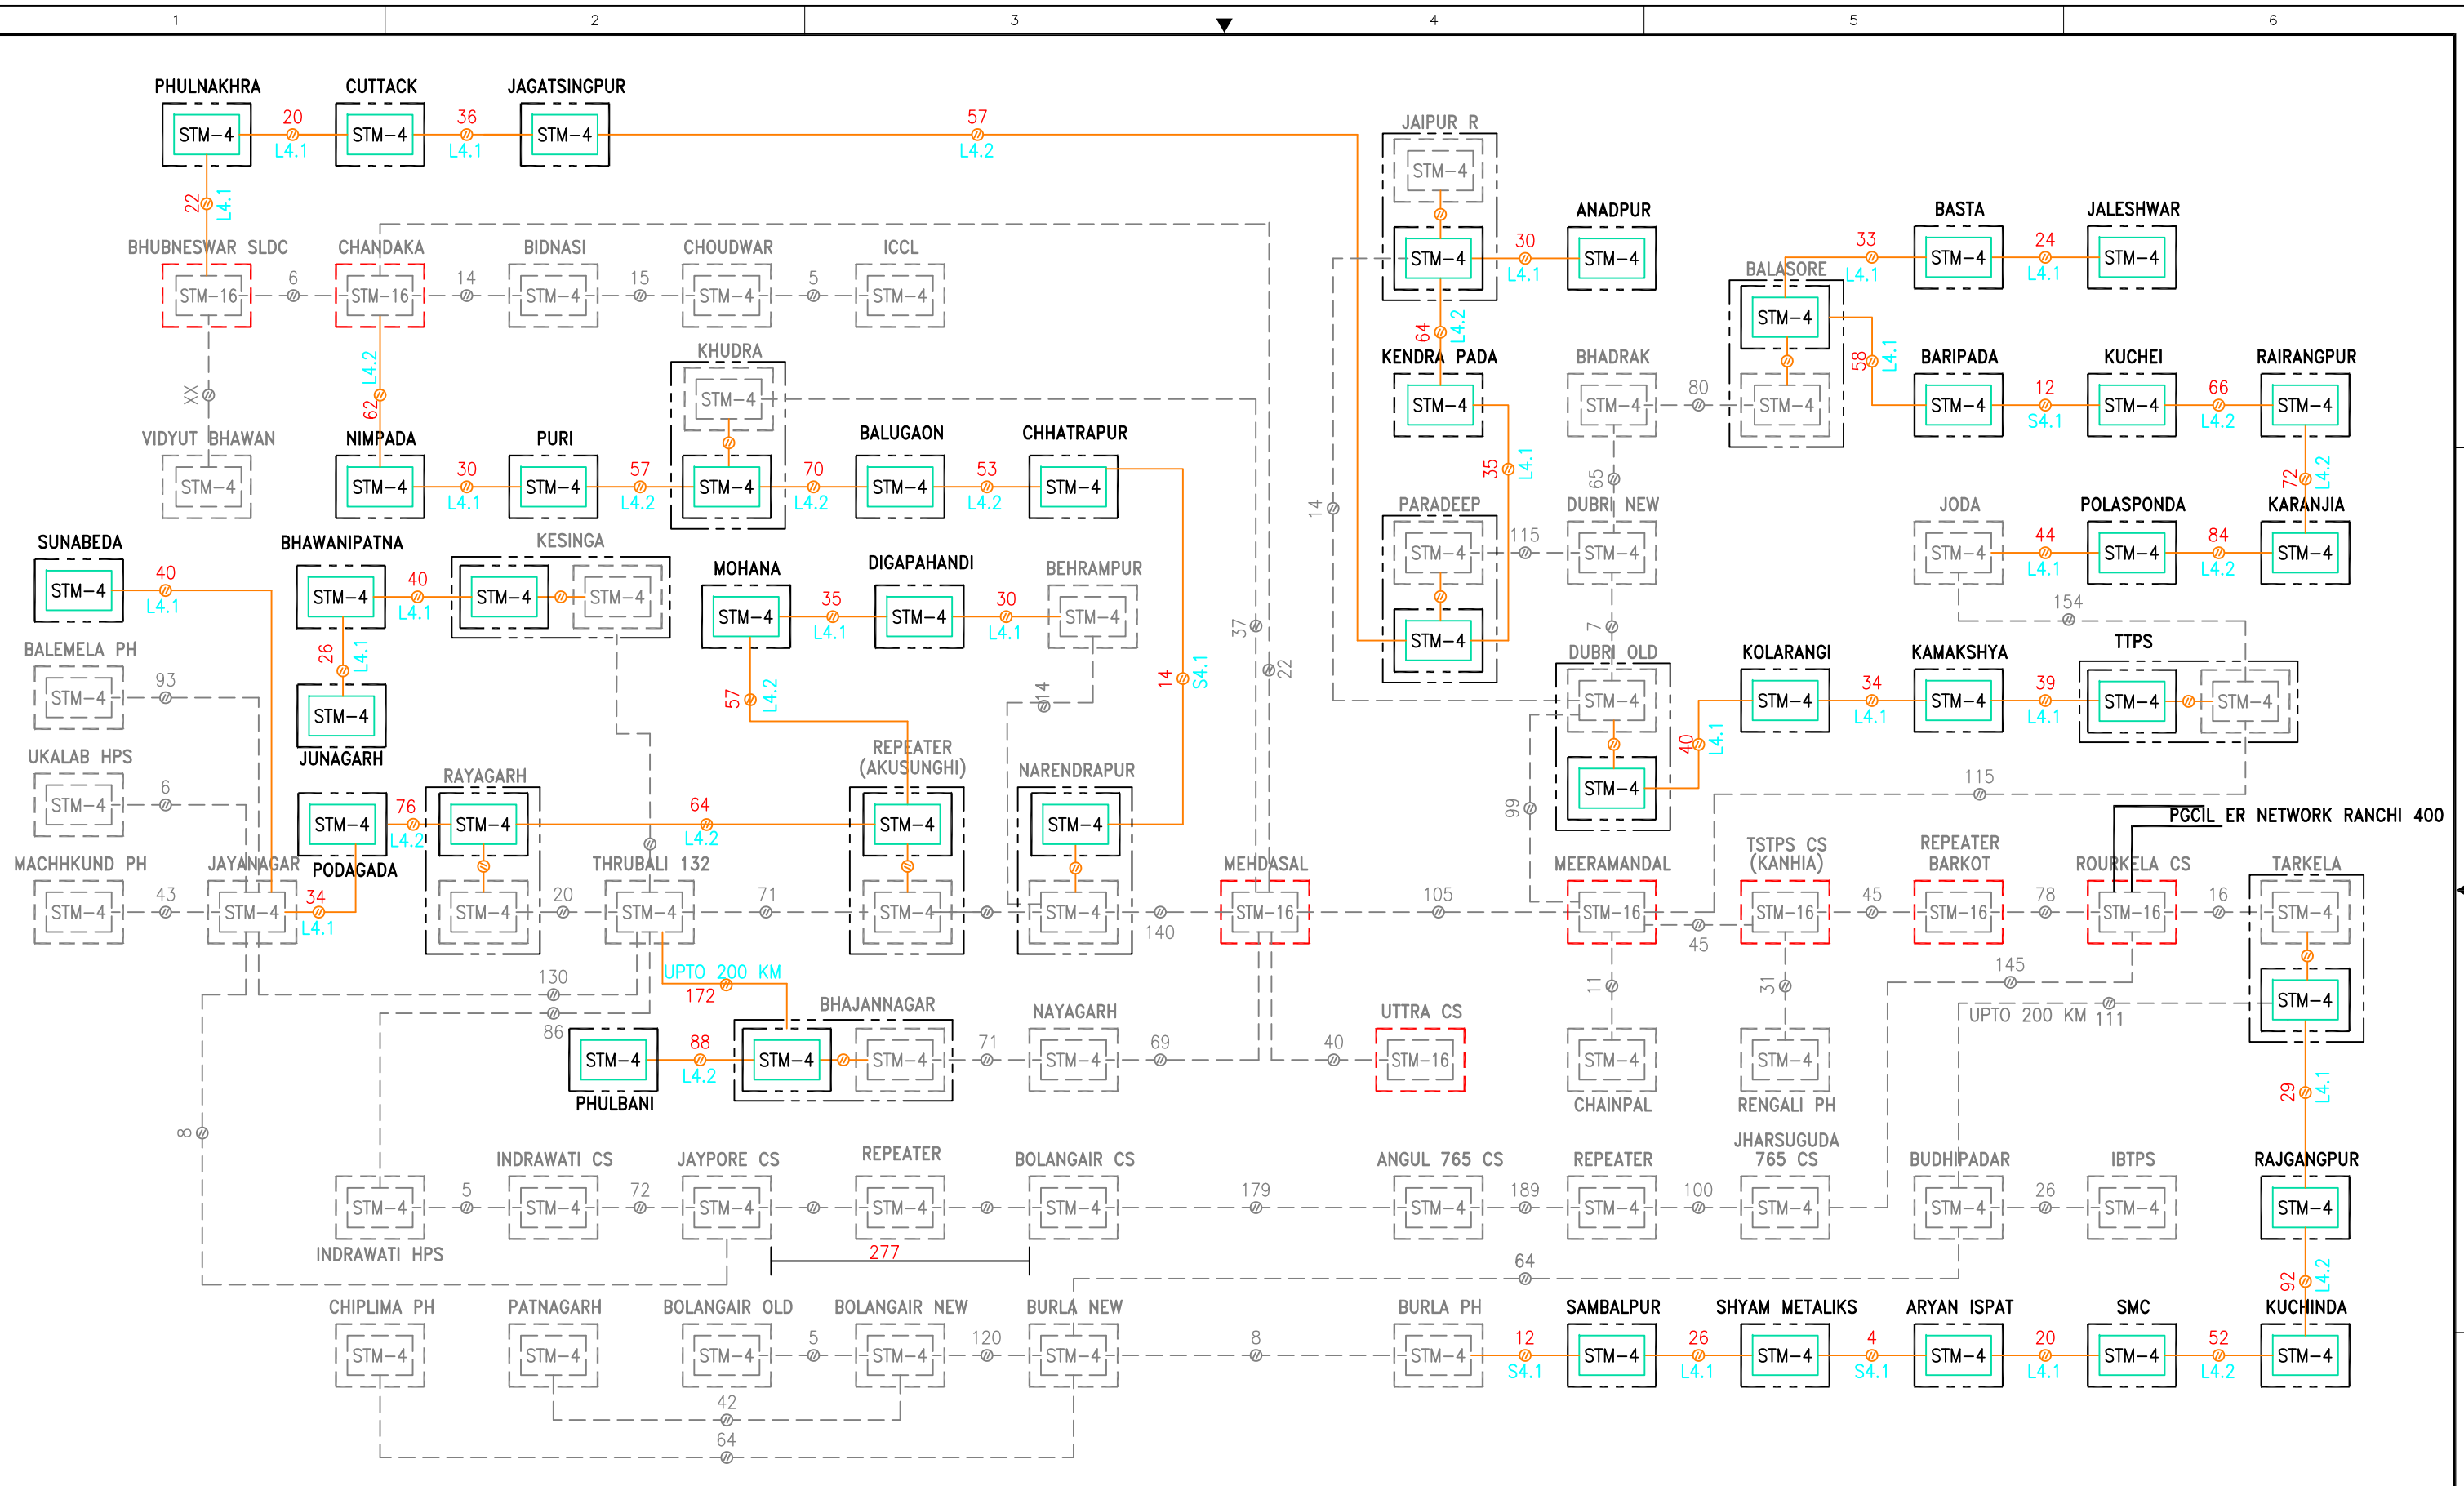 1 2 3 4 5 6
PHULNAKHRA CUTTACK JAGATSINGPUR
20 36 57
STM-4 STM-4 STM-4
L4.1 L4.1 L4.2
JAIPUR R
STM-4
22 L4.1
ANADPUR BASTA JALESHWAR
30 33 24
STM-4 STM-4 STM-4 STM-4
L4.1 L4.1 L4.1
BHUBNESWAR SLDC CHANDAKA BIDNASI CHOUDWAR ICCL
6 14 15 5
STM-16 STM-16 STM-4 STM-4 STM-4
BALASORE
STM-4
64 L4.2
58 L4.1
62 L4.2
XX
KHUDRA
STM-4
KENDRA PADA BHADRAK BARIPADA KUCHEI RAIRANGPUR
80 12 66
STM-4 STM-4 STM-4 STM-4 STM-4 STM-4
S4.1 L4.2
VIDYUT BHAWAN NIMPADA PURI BALUGAON CHHATRAPUR
30 57 70 53
STM-4 STM-4 STM-4 STM-4 STM-4 STM-4
L4.1 L4.2 L4.2 L4.2
35 L4.1
65
72 L4.2
14
PARADEEP DUBRI NEW JODA POLASPONDA KARANJIA
115 44 84
STM-4 STM-4 STM-4 STM-4 STM-4
L4.1 L4.2
SUNABEDA BHAWANIPATNA KESINGA MOHANA DIGAPAHANDI BEHRAMPUR
40 40 35 30
STM-4 STM-4 STM-4 STM-4 STM-4 STM-4 STM-4
L4.1 L4.1 L4.1 L4.1
154
37
22
7
STM-4
26 L4.1
14 S4.1
BALEMELA PH
93
STM-4
57 L4.2
14
DUBRI OLD KOLARANGI KAMAKSHYA TTPS
34 39
STM-4 STM-4 STM-4 STM-4 STM-4
L4.1 L4.1
40 L4.1
STM-4
JUNAGARH
STM-4
UKALAB HPS
6
STM-4
RAYAGARH REPEATER
(AKUSUNGHI) NARENDRAPUR
76 64
STM-4 STM-4 STM-4 STM-4
L4.2 L4.2
PODAGADA
99
115
PGCIL ER NETWORK RANCHI 400
MACHHKUND PH JAYANAGAR THRUBALI 132 MEHDASAL MEERAMANDAL TSTPS CS
(KANHIA) REPEATER
BARKOT ROURKELA CS TARKELA
43 34 20 71 105 45 78 16
STM-4 STM-4 STM-4 STM-4 STM-4 STM-4 STM-16 STM-16 STM-16 STM-16 STM-16 STM-4
L4.1 140 45
UPTO 200 KM
172
130
86
11
31
145
UPTO 200 KM 111
STM-4
BHAJANNAGAR NAYAGARH UTTRA CS
88 71 69 40
STM-4 STM-4 STM-4 STM-4 STM-16 STM-4 STM-4
L4.2
PHULBANI CHAINPAL RENGALI PH
29 L4.1
8
INDRAWATI CS JAYPORE CS REPEATER BOLANGAIR CS ANGUL 765 CS REPEATER JHARSUGUDA
765 CS BUDHIPADAR IBTPS RAJGANGPUR
5 72 179 189 100 26
STM-4 STM-4 STM-4 STM-4 STM-4 STM-4 STM-4 STM-4 STM-4 STM-4 STM-4
INDRAWATI HPS
277
64
92 L4.2
CHIPLIMA PH PATNAGARH BOLANGAIR OLD BOLANGAIR NEW BURLA NEW BURLA PH SAMBALPUR SHYAM METALIKS ARYAN ISPAT SMC KUCHINDA
5 120 8 12 26 4 20 52
STM-4 STM-4 STM-4 STM-4 STM-4 STM-4 STM-4 STM-4 STM-4 STM-4 STM-4
S4.1 L4.1 S4.1 L4.1 L4.2
42
64